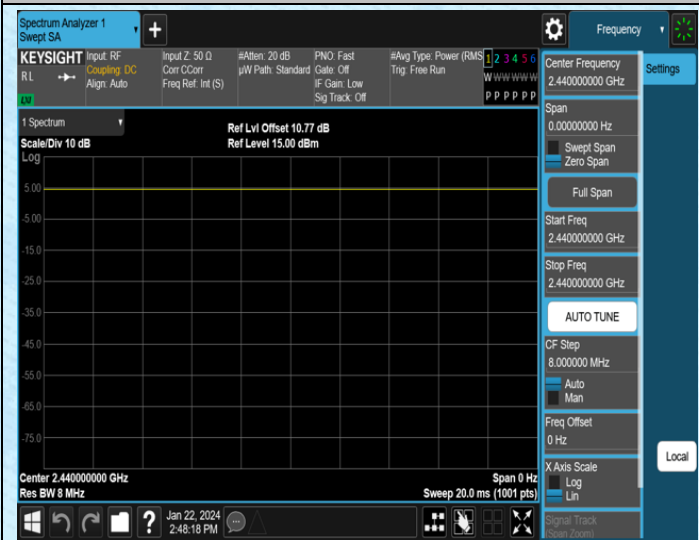 Spectrum Analyzer 1
Swept SA
Frequency
KEYSIGHT
RL
LXI
Input: RF
Coupling: DC
Align: Auto
Input Z: 50 Ω
Corr CCorr
Freq Ref: Int (S)
#Atten: 20 dB
µW Path: Standard
PNO: Fast
Gate: Off
IF Gain: Low
Sig Track: Off
#Avg Type: Power (RMS
Trig: Free Run
1 2 3 4 5 6
W W W W W W
P P P P P P
1 Spectrum
Scale/Div 10 dB
Log
Ref Lvl Offset 10.77 dB
Ref Level 15.00 dBm
5.00
-5.00
-15.0
-25.0
-35.0
-45.0
-55.0
-65.0
-75.0
Center 2.440000000 GHz
Res BW 8 MHz
Span 0 Hz
Sweep 20.0 ms (1001 pts)
Center Frequency
2.440000000 GHz
Settings
Span
0.00000000 Hz
Swept Span
Zero Span
Full Span
Start Freq
2.440000000 GHz
Stop Freq
2.440000000 GHz
AUTO TUNE
CF Step
8.000000 MHz
Auto
Man
Freq Offset
0 Hz
X Axis Scale
Log
Lin
Signal Track
(Span Zoom)
Local
?
Jan 22, 2024
2:48:18 PM